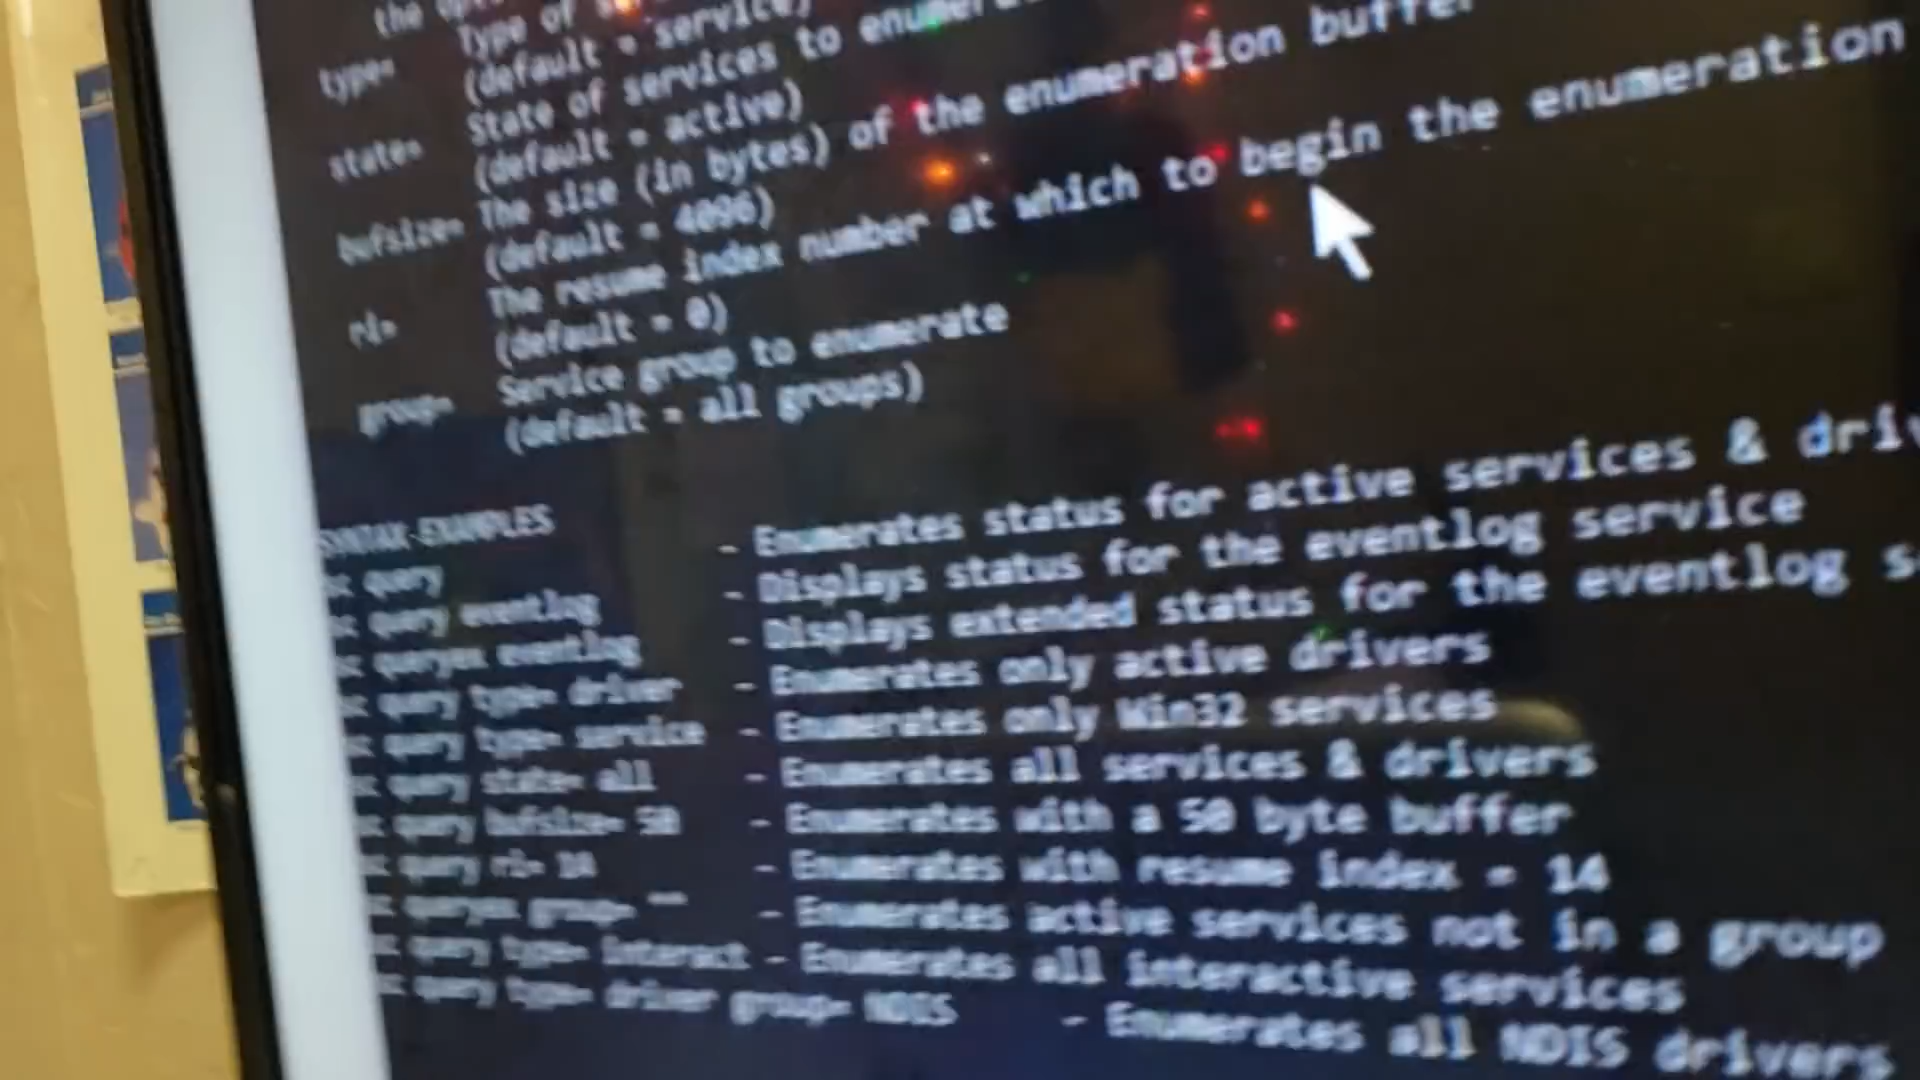 the
type=    Type of
(default = service)
state=   State of services to
(default = active)
bufsize= The size (in bytes) of the enumeration buffer
(default = 4096)
ri=      The resume index number at which to begin the enumeration
(default = 0)
group=   Service group to enumerate
(default = all groups)
SYNTAX EXAMPLES
sc query                - Enumerates status for active services &
sc query eventlog       - Displays status for the eventlog service
sc queryex eventlog     - Displays extended status for the eventlog
sc query type= driver   - Enumerates only active drivers
sc query type= service  - Enumerates only Win32 services
sc query state= all     - Enumerates all services & drivers
sc query bufsize= 50    - Enumerates with a 50 byte buffer
sc query ri= 14         - Enumerates with resume index = 14
sc queryex group= ""    - Enumerates active services not in a group
sc query type= interact - Enumerates all interactive services
sc query type= driver group= NDIS     - Enumerates all NDIS drivers